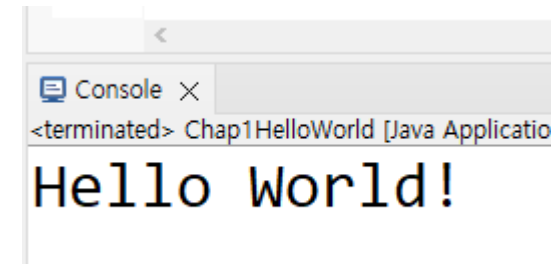 Console
<terminated> Chap1HelloWorld [Java Applicatio
Hello World!